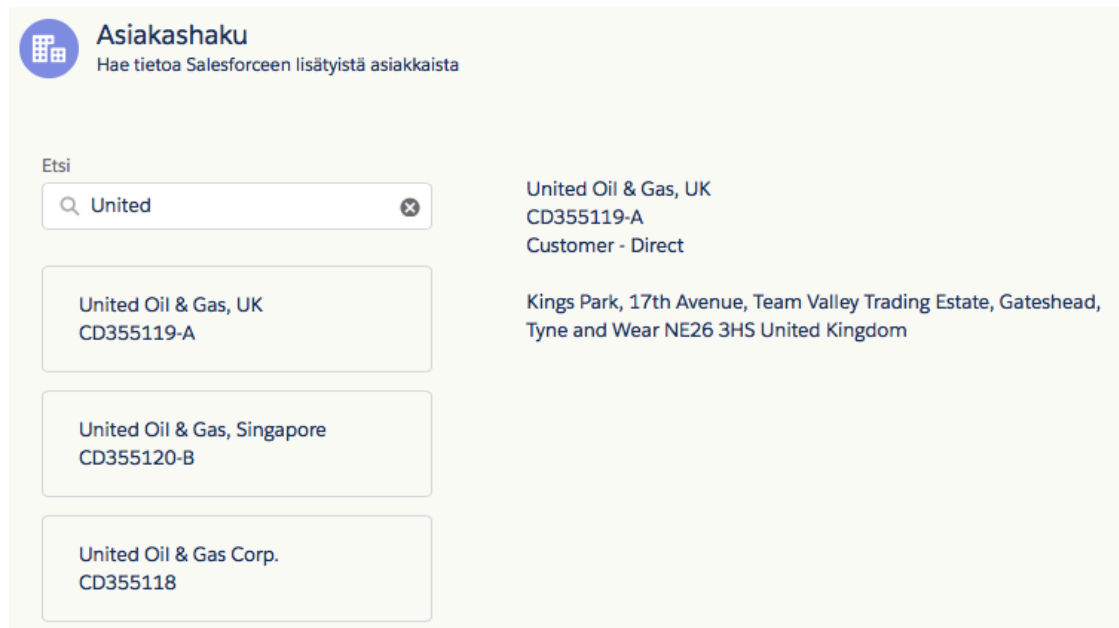 Asiakashaku
Hae tietoa Salesforceen lisätyistä asiakkaista
Etsi
United
United Oil & Gas, UK
CD355119-A
United Oil & Gas, Singapore
CD355120-B
United Oil & Gas Corp.
CD355118
United Oil & Gas, UK
CD355119-A
Customer - Direct
Kings Park, 17th Avenue, Team Valley Trading Estate, Gateshead,
Tyne and Wear NE26 3HS United Kingdom